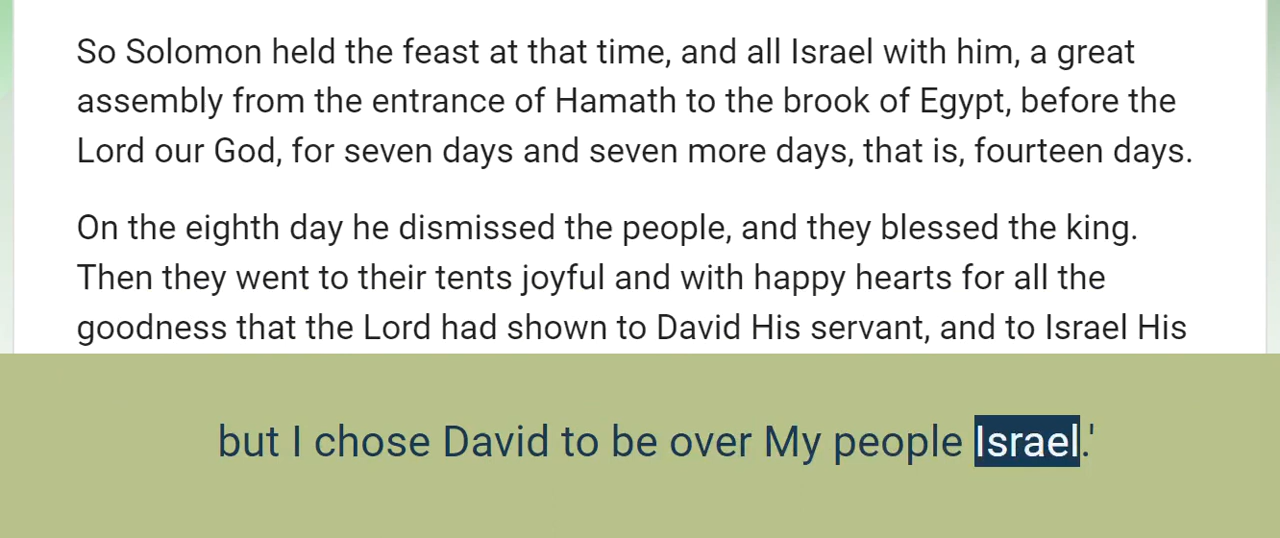 So Solomon held the feast at that time, and all Israel with him, a great
assembly from the entrance of Hamath to the brook of Egypt, before the
Lord our God, for seven days and seven more days, that is, fourteen days.
On the eighth day he dismissed the people, and they blessed the king.
Then they went to their tents joyful and with happy hearts for all the
goodness that the Lord had shown to David His servant, and to Israel His
but I chose David to be over My people Israel.'